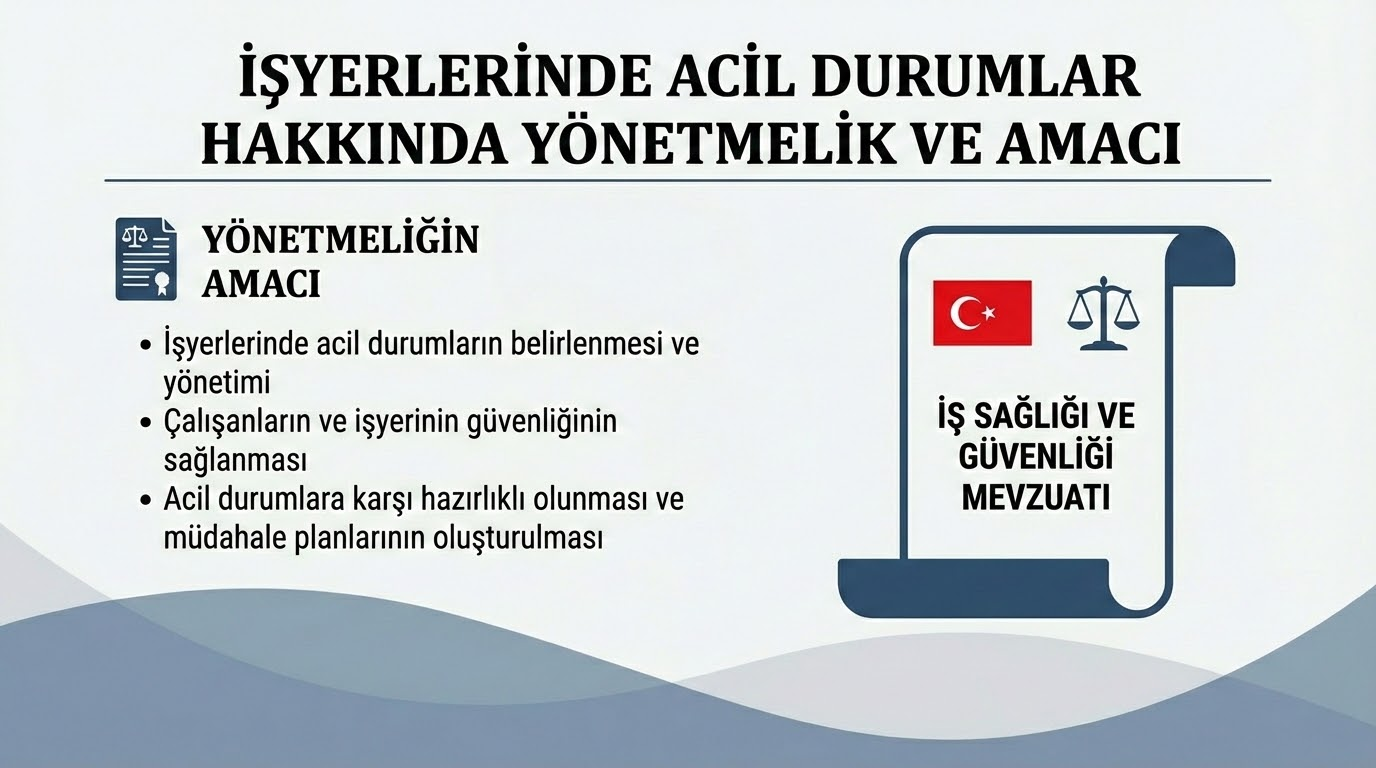 İŞYERLERİNDE ACİL DURUMLAR
HAKKINDA YÖNETMELİK VE AMACI
YÖNETMELİĞİN
AMACI
• İşyerlerinde acil durumların belirlenmesi ve
yönetimi
• Çalışanların ve işyerinin güvenliğinin
sağlanması
• Acil durumlara karşı hazırlıklı olunması ve
müdahale planlarının oluşturulması
İŞ SAĞLIĞI VE
GÜVENLİĞİ
MEVZUATI